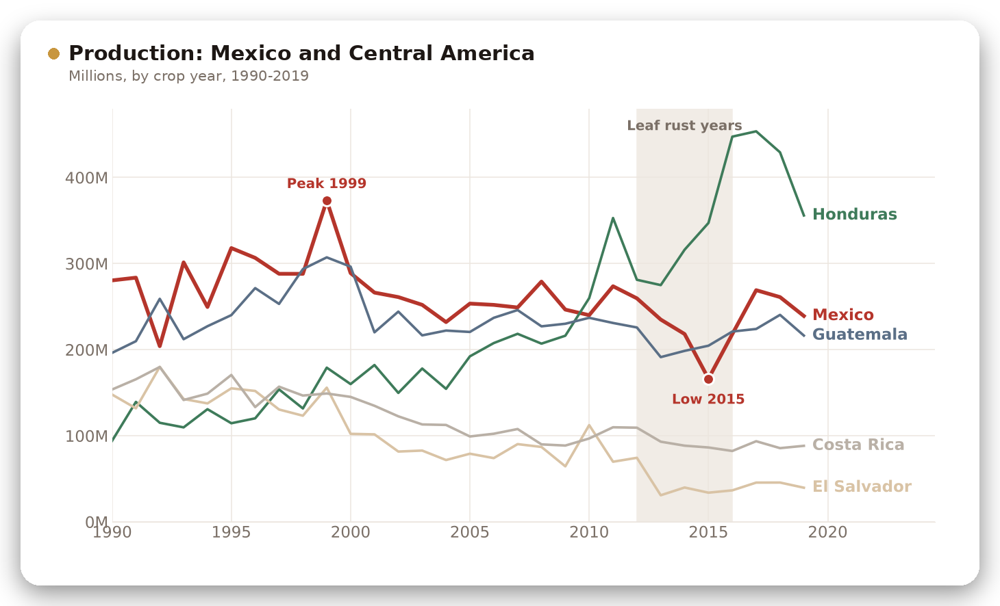 Production: Mexico and Central America
Millions, by crop year, 1990-2019
Leaf rust years
400M
Peak 1999
Honduras
300M
Mexico
Guatemala
200M
Low 2015
100M
Costa Rica
El Salvador
0M
1990 1995 2000 2005 2010 2015 2020